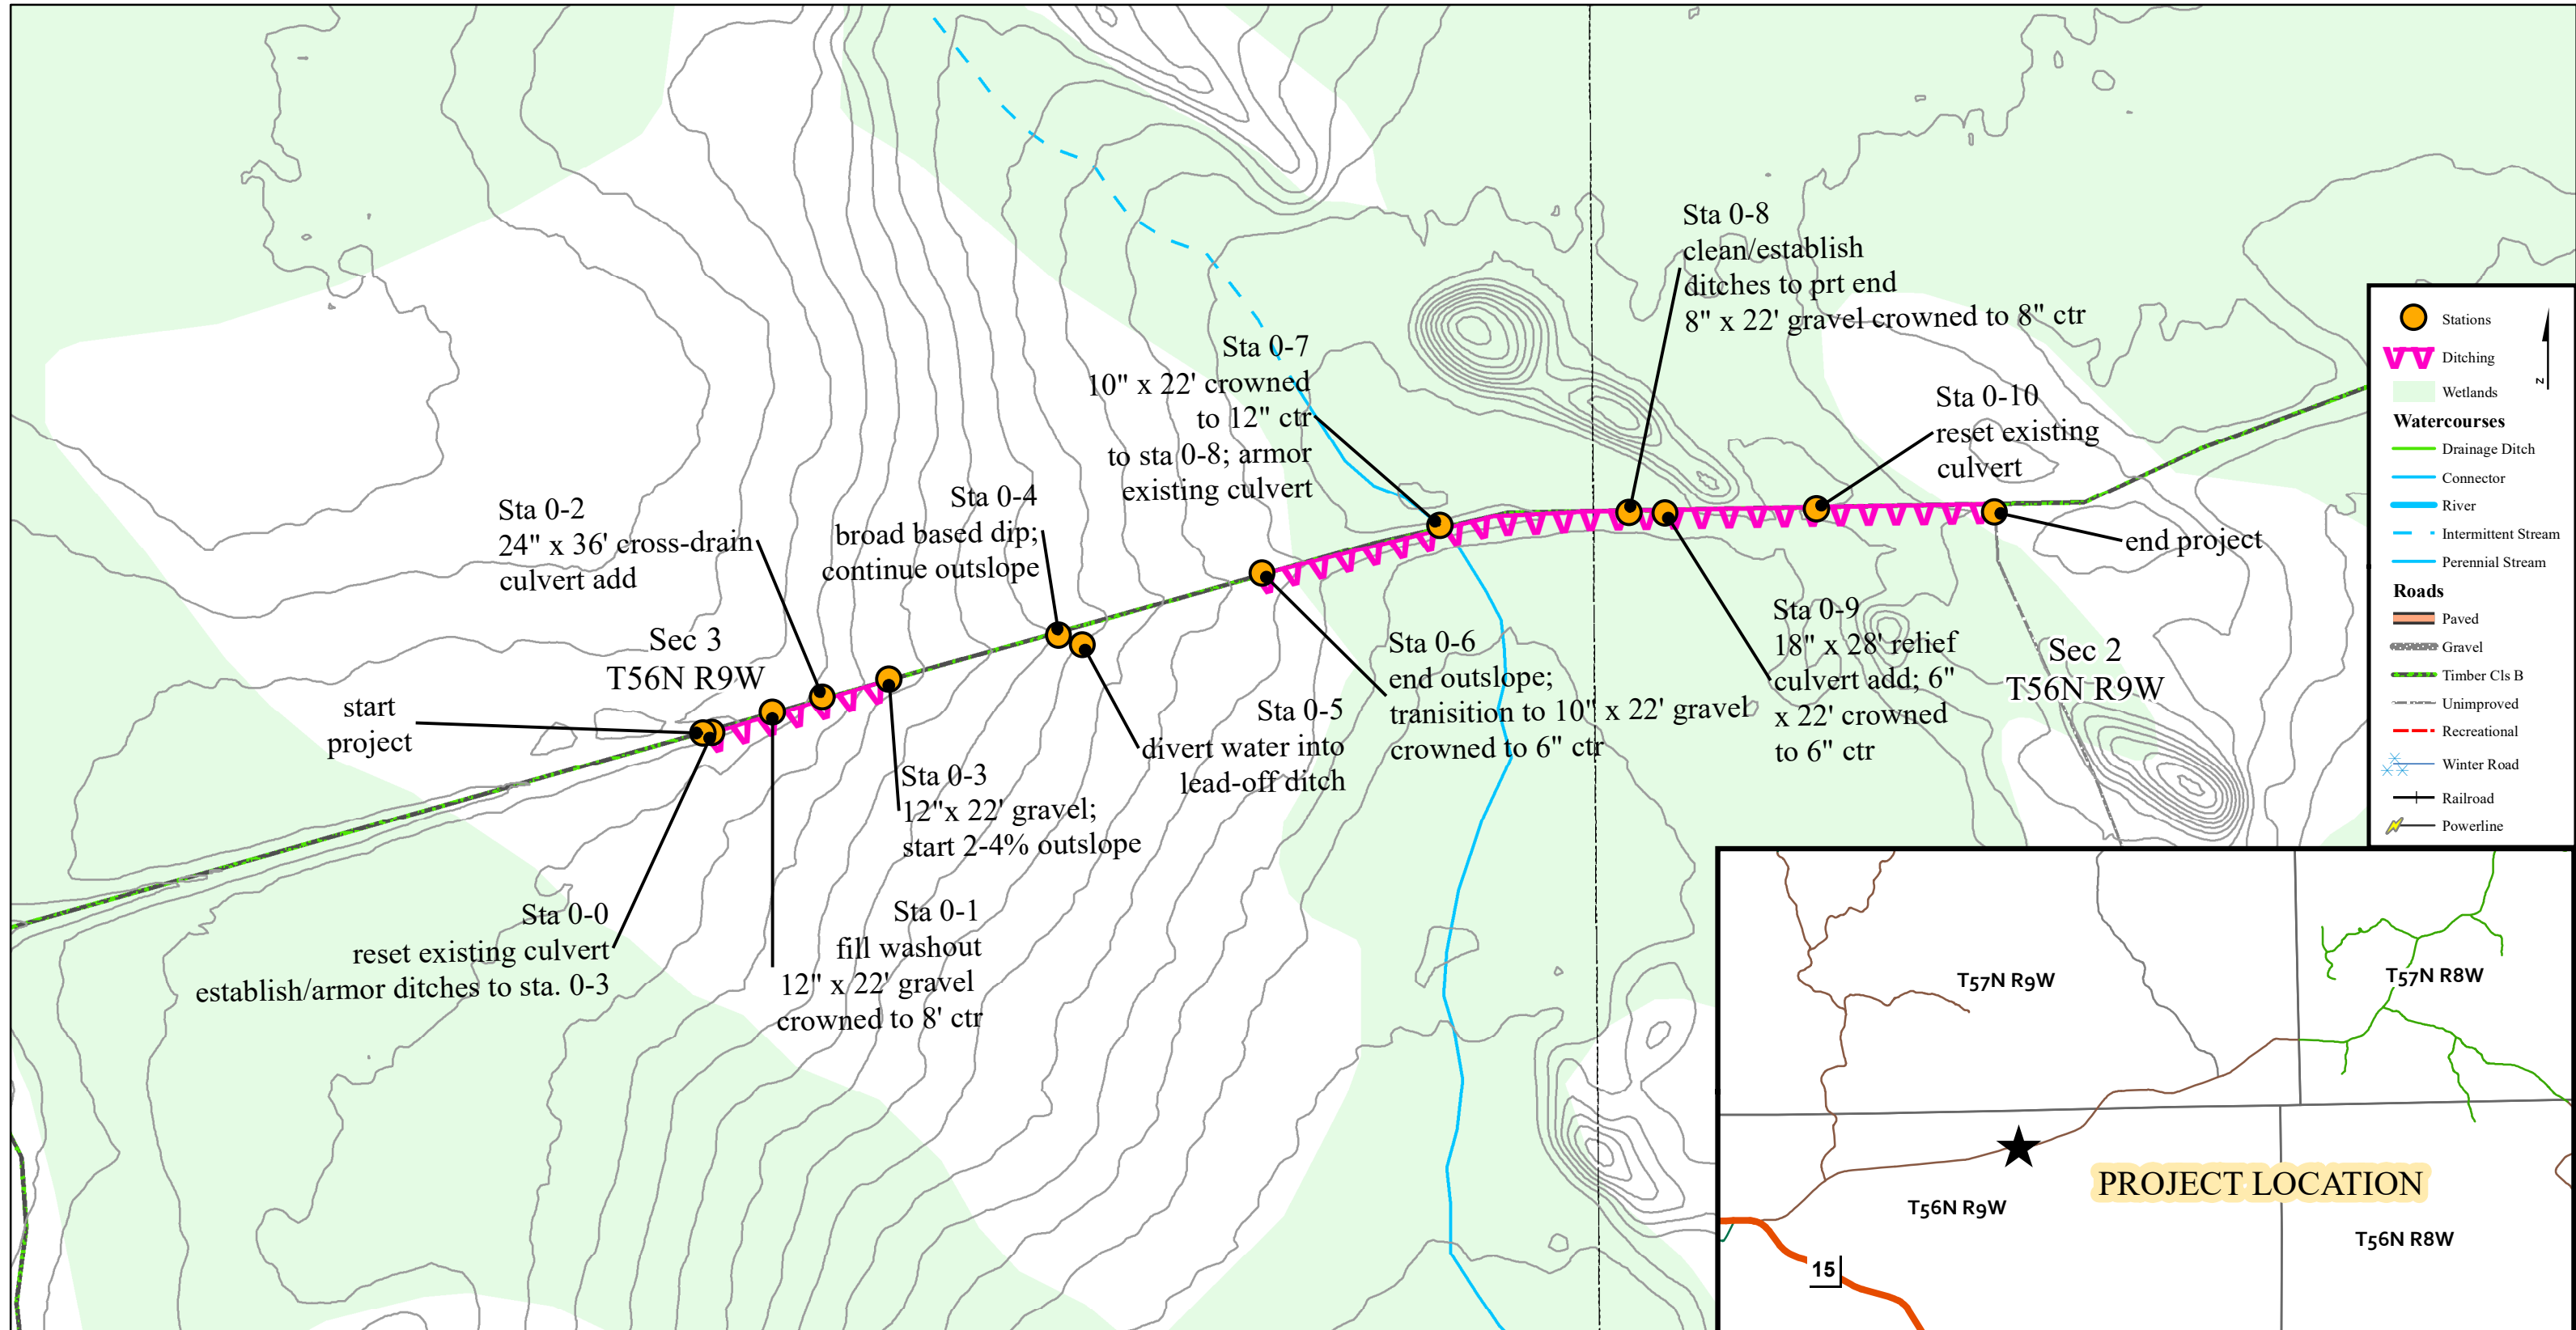 Sta 0-8
clean/establish
ditches to prt end
8" x 22' gravel crowned to 8" ctr
Sta 0-7
10" x 22' crowned
to 12" ctr
to sta 0-8; armor
existing culvert
Sta 0-10
reset existing
culvert
Sta 0-2
24" x 36' cross-drain
culvert add
Sta 0-4
broad based dip;
continue outslope
end project
Sec 3
T56N R9W
start
project
Sta 0-6
end outslope;
tranisition to 10" x 22' gravel
crowned to 6" ctr
Sta 0-9
18" x 28' relief
culvert add; 6"
x 22' crowned
to 6" ctr
Sec 2
T56N R9W
Sta 0-5
divert water into
lead-off ditch
Sta 0-3
12"x 22' gravel;
start 2-4% outslope
Sta 0-0
reset existing culvert
establish/armor ditches to sta. 0-3
Sta 0-1
fill washout
12" x 22' gravel
crowned to 8' ctr
Stations
Ditching
Wetlands
N
Watercourses
Drainage Ditch
Connector
River
Intermittent Stream
Perennial Stream
Roads
Paved
Gravel
Timber Cls B
Unimproved
Recreational
Winter Road
Railroad
Powerline
T57N R9W
T57N R8W
PROJECT LOCATION
T56N R9W
T56N R8W
15